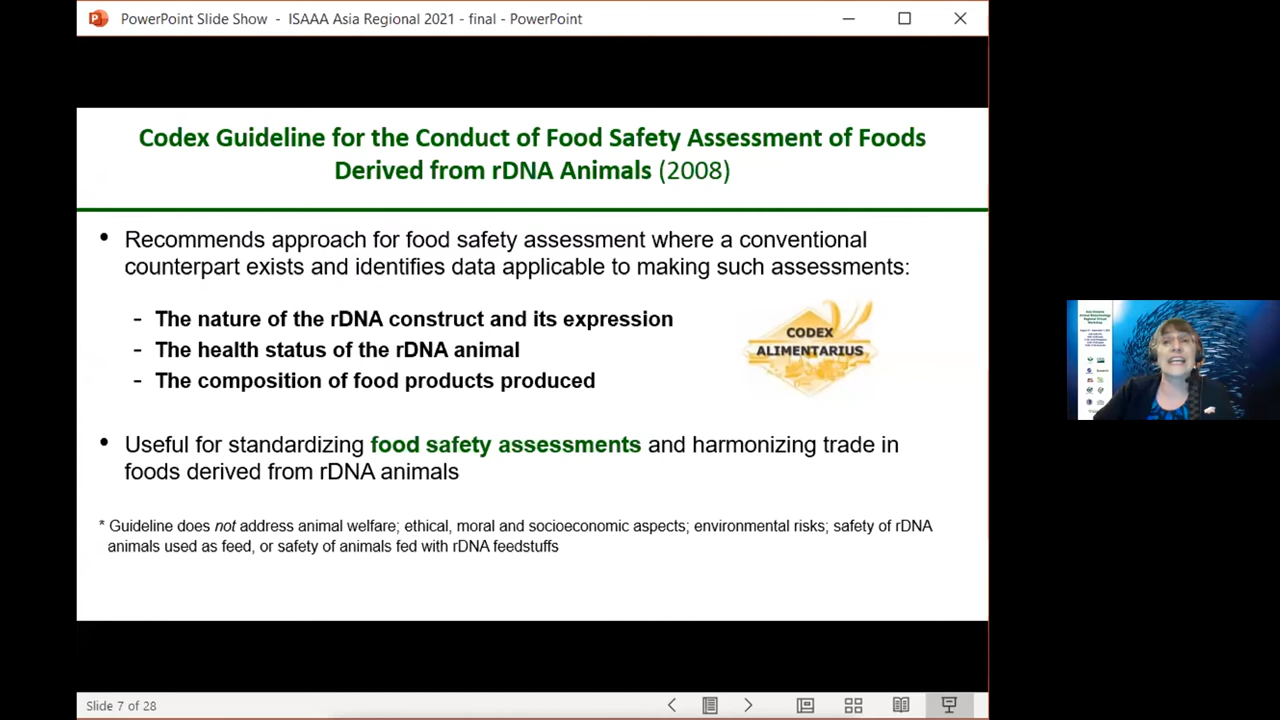 PowerPoint Slide Show - ISAAA Asia Regional 2021 - final - PowerPoint
Codex Guideline for the Conduct of Food Safety Assessment of Foods
Derived from rDNA Animals (2008)
• Recommends approach for food safety assessment where a conventional
counterpart exists and identifies data applicable to making such assessments:
- The nature of the rDNA construct and its expression
- The health status of the rDNA animal
- The composition of food products produced
CODEX
ALIMENTARIUS
• Useful for standardizing food safety assessments and harmonizing trade in
foods derived from rDNA animals
* Guideline does not address animal welfare; ethical, moral and socioeconomic aspects; environmental risks; safety of rDNA
animals used as feed, or safety of animals fed with rDNA feedstuffs
Slide 7 of 28